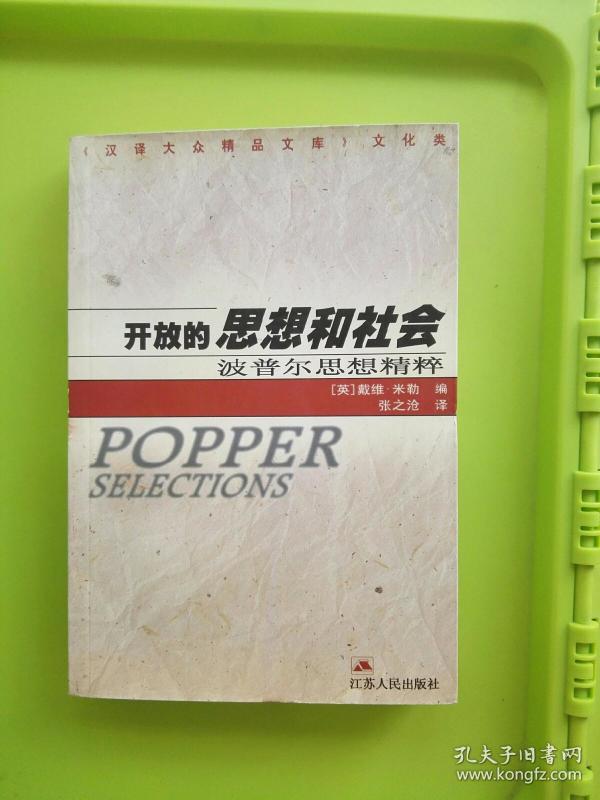 《汉译大众精品文库》文化类
开放的思想和社会
波普尔思想精粹
[英]戴维·米勒 编
张之沧 译
POPPER
SELECTIONS
江苏人民出版社
孔夫子旧书网
www.kongfz.com